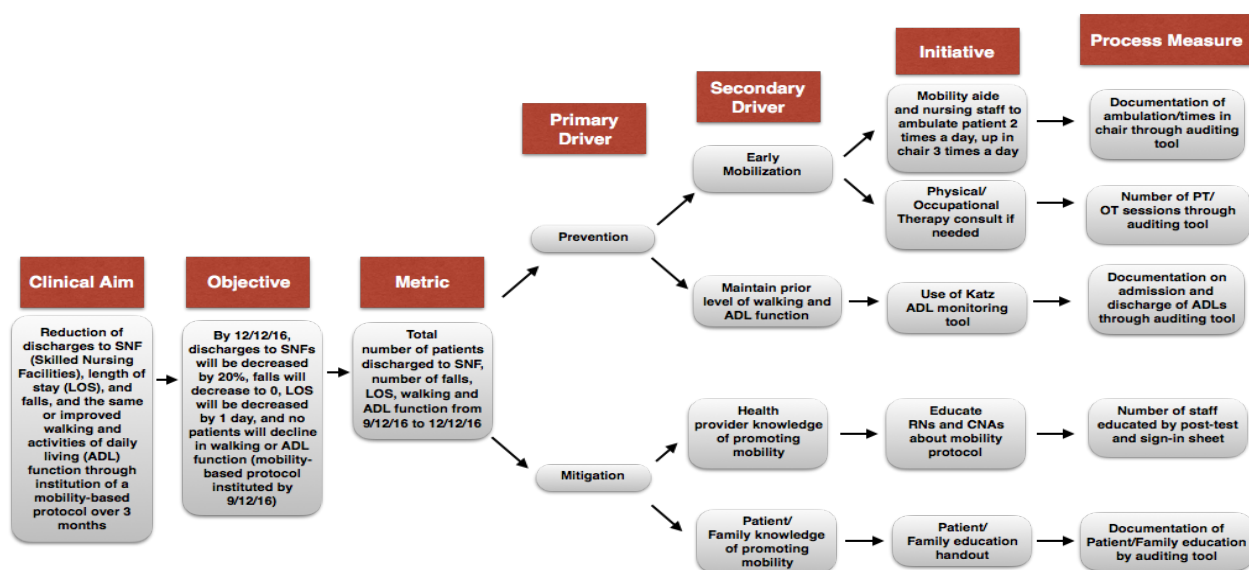 Clinical Aim
Reduction of
discharges to SNF
(Skilled Nursing
Facilities), length of
stay (LOS), and
falls, and the same
or improved
walking and
activities of daily
living (ADL)
function through
institution of a
mobility-based
protocol over 3
months
Objective
By 12/12/16,
discharges to SNFs
will be decreased
by 20%, falls will
decrease to 0, LOS
will be decreased
by 1 day, and no
patients will decline
in walking or ADL
function (mobility-
based protocol
instituted by
9/12/16)
Metric
Total
number of patients
discharged to SNF,
number of falls,
LOS, walking and
ADL function from
9/12/16 to 12/12/16
Primary
Driver
Prevention
Mitigation
Secondary
Driver
Early
Mobilization
Maintain prior
level of walking and
ADL function
Health
provider knowledge
of promoting
mobility
Patient/
Family knowledge
of promoting
mobility
Initiative
Mobility aide
and nursing staff to
ambulate patient 2
times a day, up in
chair 3 times a day
Physical/
Occupational
Therapy consult if
needed
Use of Katz
ADL monitoring
tool
Educate
RNs and CNAs
about mobility
protocol
Patient/
Family education
handout
Process Measure
Documentation of
ambulation/times in
chair through auditing
tool
Number of PT/
OT sessions through
auditing tool
Documentation on
admission and
discharge of ADLs
through auditing tool
Number of staff
educated by post-test
and sign-in sheet
Documentation of
Patient/Family education
by auditing tool